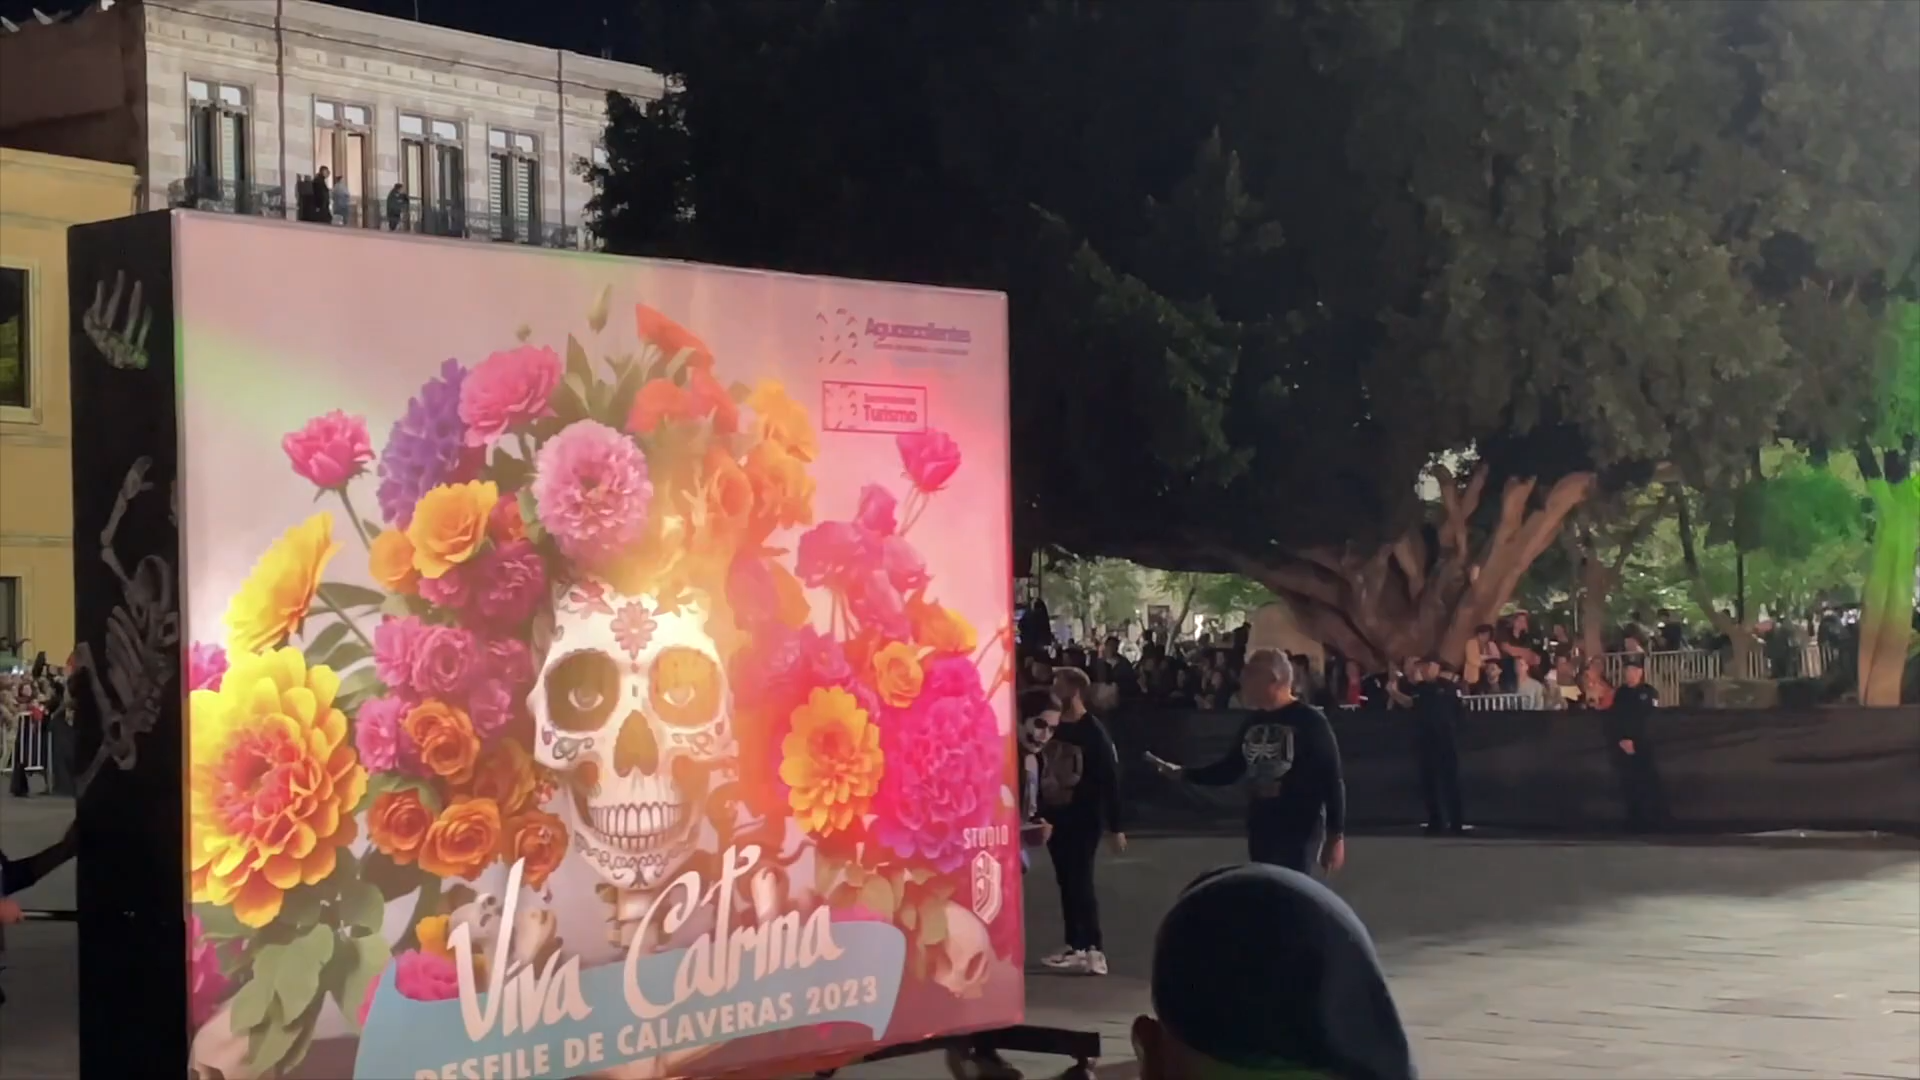 Aguascalientes
Turismo
STUDIO
Viva Catrina
DESFILE DE CALAVERAS 2023